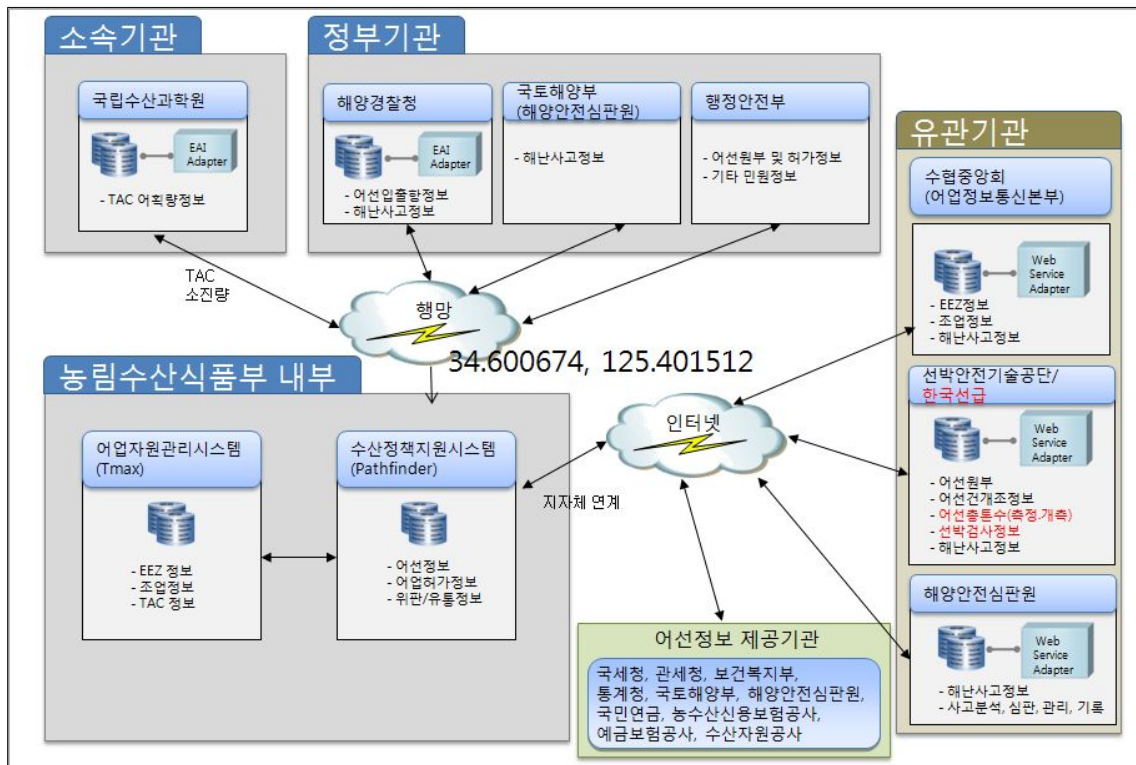 소속기관
국립수산과학원
EAI
Adapter
- TAC 어획량정보
정부기관
해양경찰청
EAI
Adapter
- 어선입출항정보
- 해난사고정보
국토해양부
(해양안전심판원)
- 해난사고정보
행정안전부
- 어선원부 및 허가정보
- 기타 민원정보
유관기관
수협중앙회
(어업정보통신본부)
Web
Service
Adapter
- EEZ정보
- 조업정보
- 해난사고정보
선박안전기술공단/
한국선급
Web
Service
Adapter
- 어선원부
- 어선건개조정보
- 어선총톤수(측정.개측)
- 선박검사정보
- 해난사고정보
해양안전심판원
Web
Service
Adapter
- 해난사고정보
- 사고분석, 심판, 관리, 기록
TAC
소진량
행망
34.600674, 125.401512
인터넷
지자체 연계
농림수산식품부 내부
어업자원관리시스템
(Tmax)
- EEZ 정보
- 조업정보
- TAC 정보
수산정책지원시스템
(Pathfinder)
- 어선정보
- 어업허가정보
- 위판/유통정보
어선정보 제공기관
국세청, 관세청, 보건복지부,
통계청, 국토해양부, 해양안전심판원,
국민연금, 농수산신용보험공사,
예금보험공사, 수산자원공사